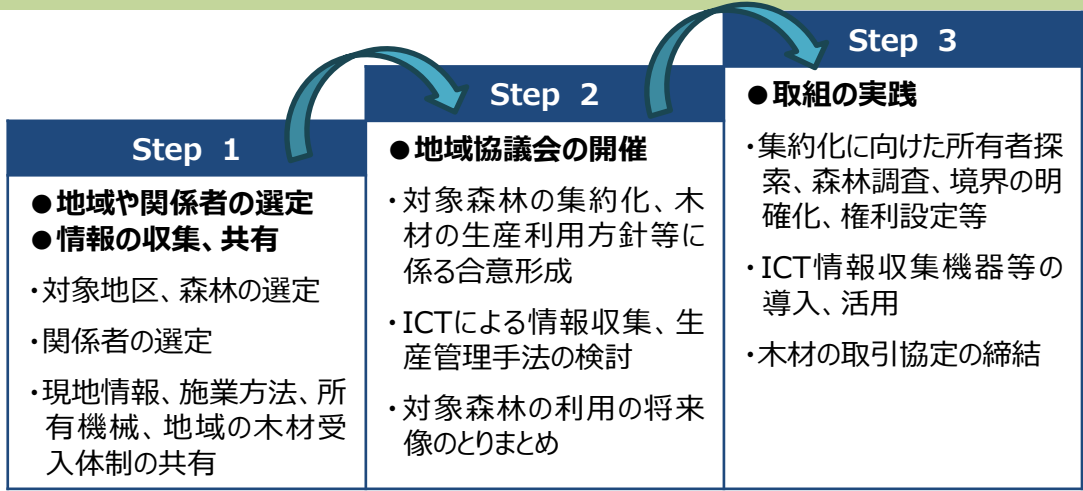 Step 1
●地域や関係者の選定
●情報の収集、共有
・対象地区、森林の選定
・関係者の選定
・現地情報、施業方法、所
有機械、地域の木材受
入体制の共有
Step 2
●地域協議会の開催
・対象森林の集約化、木
材の生産利用方針等に
係る合意形成
・ICTによる情報収集、生
産管理手法の検討
・対象森林の利用の将来
像のとりまとめ
Step 3
●取組の実践
・集約化に向けた所有者探
索、森林調査、境界の明
確化、権利設定等
・ICT情報収集機器等の
導入、活用
・木材の取引協定の締結